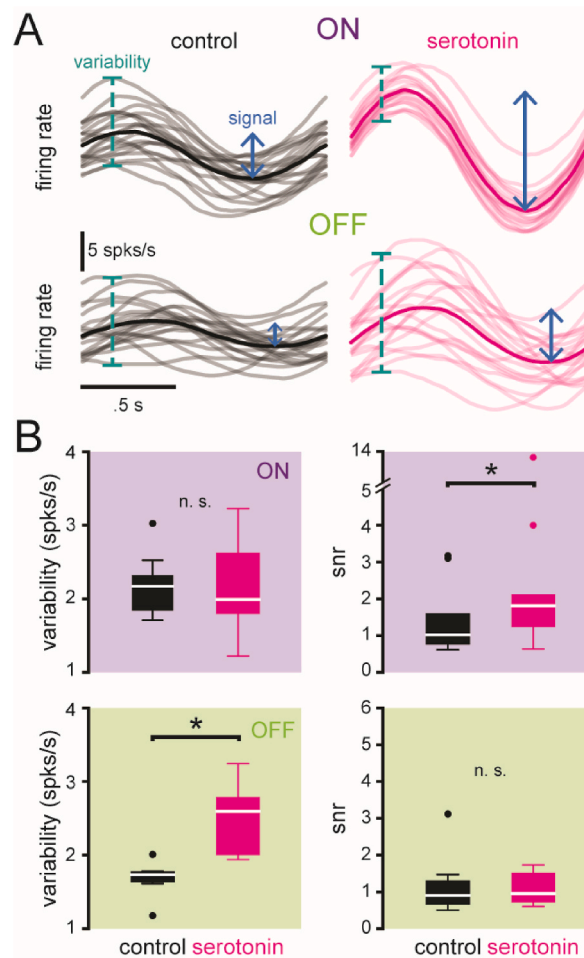 A
control
ON
serotonin
variability
signal
firing rate
OFF
5 spks/s
firing rate
.5 s
B
4
3
2
1
variability (spks/s)
n. s.
ON
14
5
4
3
2
1
0
snr
*
4
3
2
1
variability (spks/s)
*
OFF
6
5
4
3
2
1
0
snr
n. s.
control serotonin
control serotonin